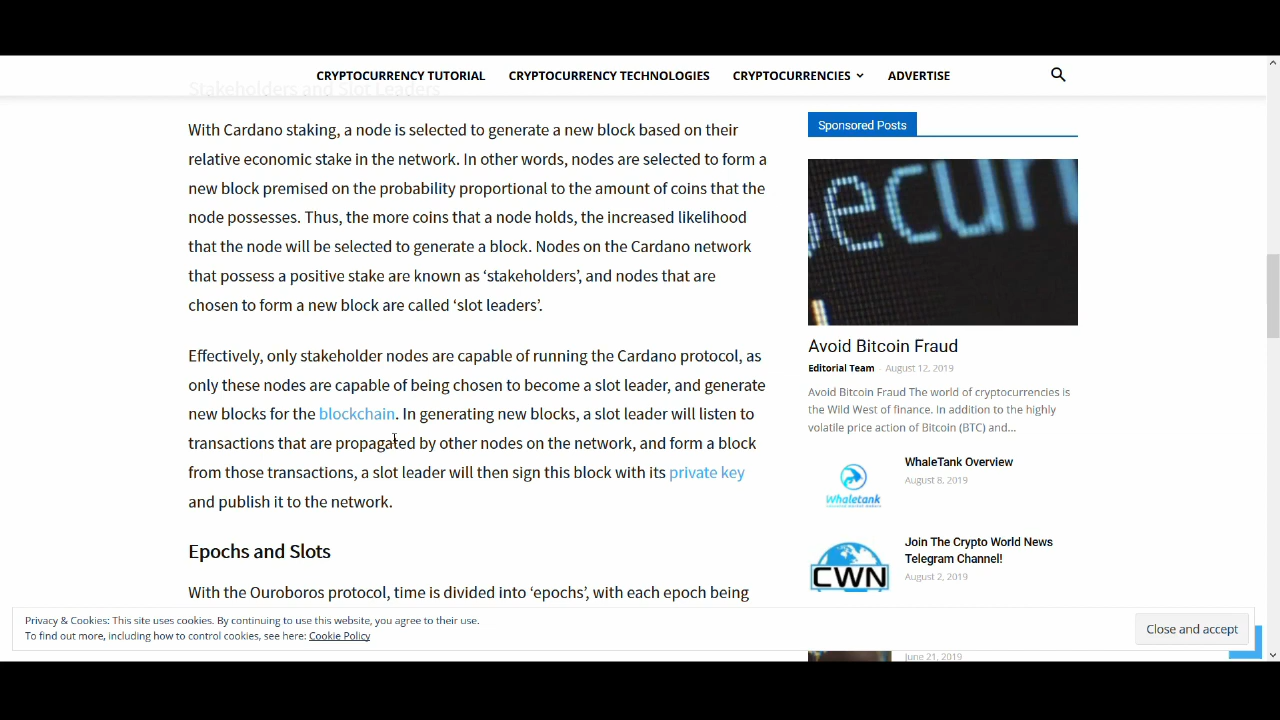 CRYPTOCURRENCY TUTORIAL CRYPTOCURRENCY TECHNOLOGIES CRYPTOCURRENCIES ADVERTISE
Stakeholders and Slot Leaders
With Cardano staking, a node is selected to generate a new block based on their
relative economic stake in the network. In other words, nodes are selected to form a
new block premised on the probability proportional to the amount of coins that the
node possesses. Thus, the more coins that a node holds, the increased likelihood
that the node will be selected to generate a block. Nodes on the Cardano network
that possess a positive stake are known as ‘stakeholders’, and nodes that are
chosen to form a new block are called ‘slot leaders’.
Effectively, only stakeholder nodes are capable of running the Cardano protocol, as
only these nodes are capable of being chosen to become a slot leader, and generate
new blocks for the blockchain. In generating new blocks, a slot leader will listen to
transactions that are propagated by other nodes on the network, and form a block
from those transactions, a slot leader will then sign this block with its private key
and publish it to the network.
Epochs and Slots
With the Ouroboros protocol, time is divided into ‘epochs’, with each epoch being
Sponsored Posts
ecuri
Avoid Bitcoin Fraud
Editorial Team - August 12, 2019
Avoid Bitcoin Fraud The world of cryptocurrencies is
the Wild West of finance. In addition to the highly
volatile price action of Bitcoin (BTC) and...
Whaletank
WhaleTank Overview
August 8, 2019
CWN
Join The Crypto World News
Telegram Channel!
August 2, 2019
June 21, 2019
Privacy & Cookies: This site uses cookies. By continuing to use this website, you agree to their use.
To find out more, including how to control cookies, see here: Cookie Policy
Close and accept